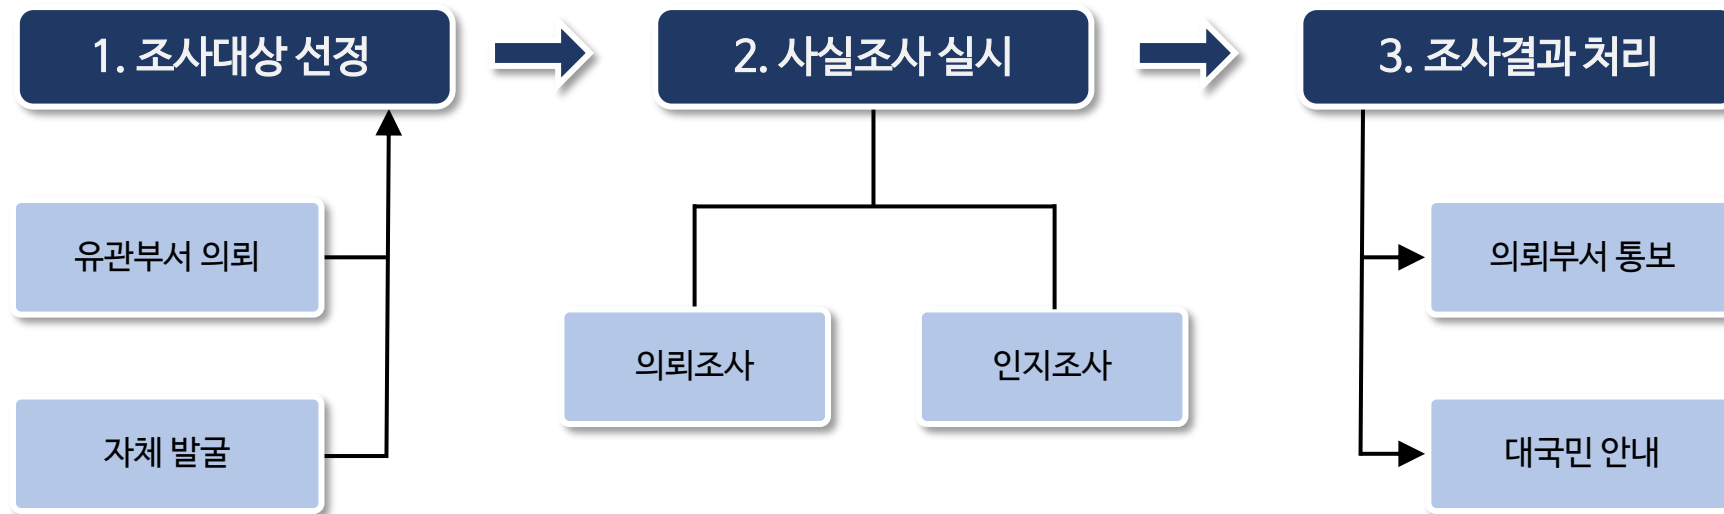 1. 조사대상 선정
2. 사실조사 실시
3. 조사결과 처리
유관부서 의뢰
의뢰부서 통보
의뢰조사
인지조사
자체 발굴
대국민 안내